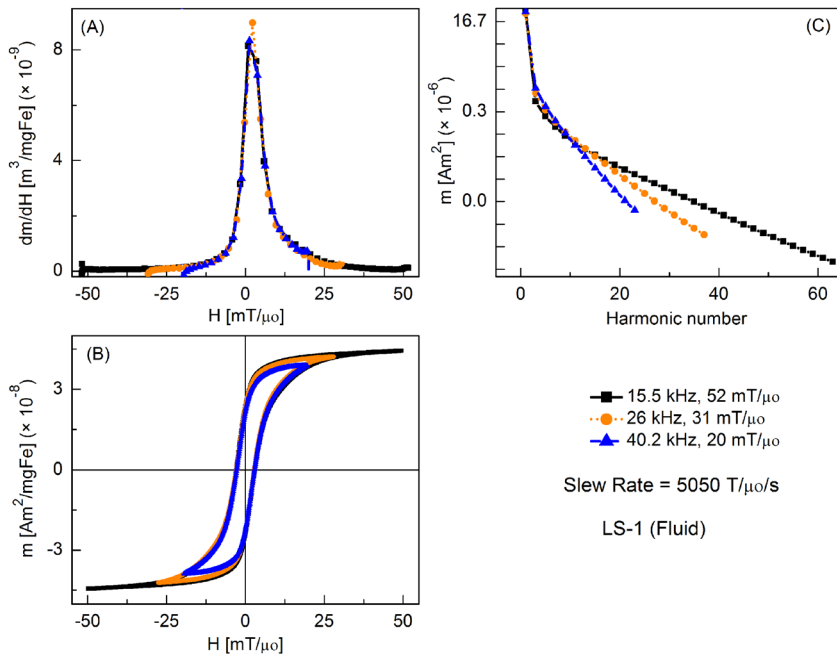 (A)
dm/dH [m³/mgFe] (× 10⁻⁹)
8
4
0
-50 -25 0 25 50
H [mT/μo]
(B)
m [Am²/mgFe] (× 10⁻⁸)
3
0
-3
-50 -25 0 25 50
H [mT/μo]
(C)
m [Am²] (× 10⁻⁶)
16.7
0.3
0.0
0 20 40 60
Harmonic number
15.5 kHz, 52 mT/μo
26 kHz, 31 mT/μo
40.2 kHz, 20 mT/μo
Slew Rate = 5050 T/μo/s
LS-1 (Fluid)